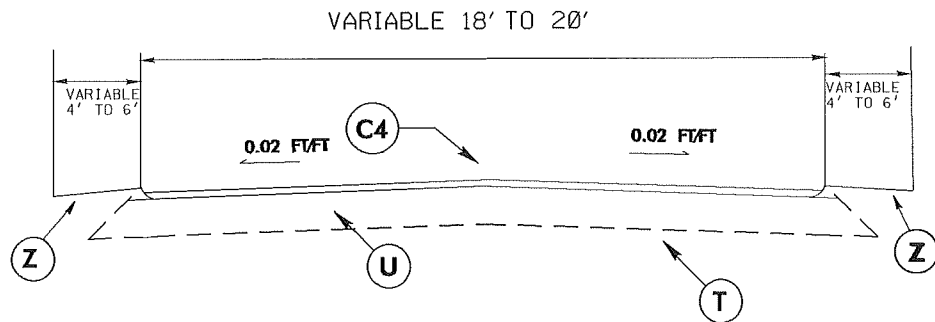 VARIABLE 18' TO 20'
VARIABLE
4' TO 6'
VARIABLE
4' TO 6'
C4
0.02 FT/FT
0.02 FT/FT
Z
U
T
Z